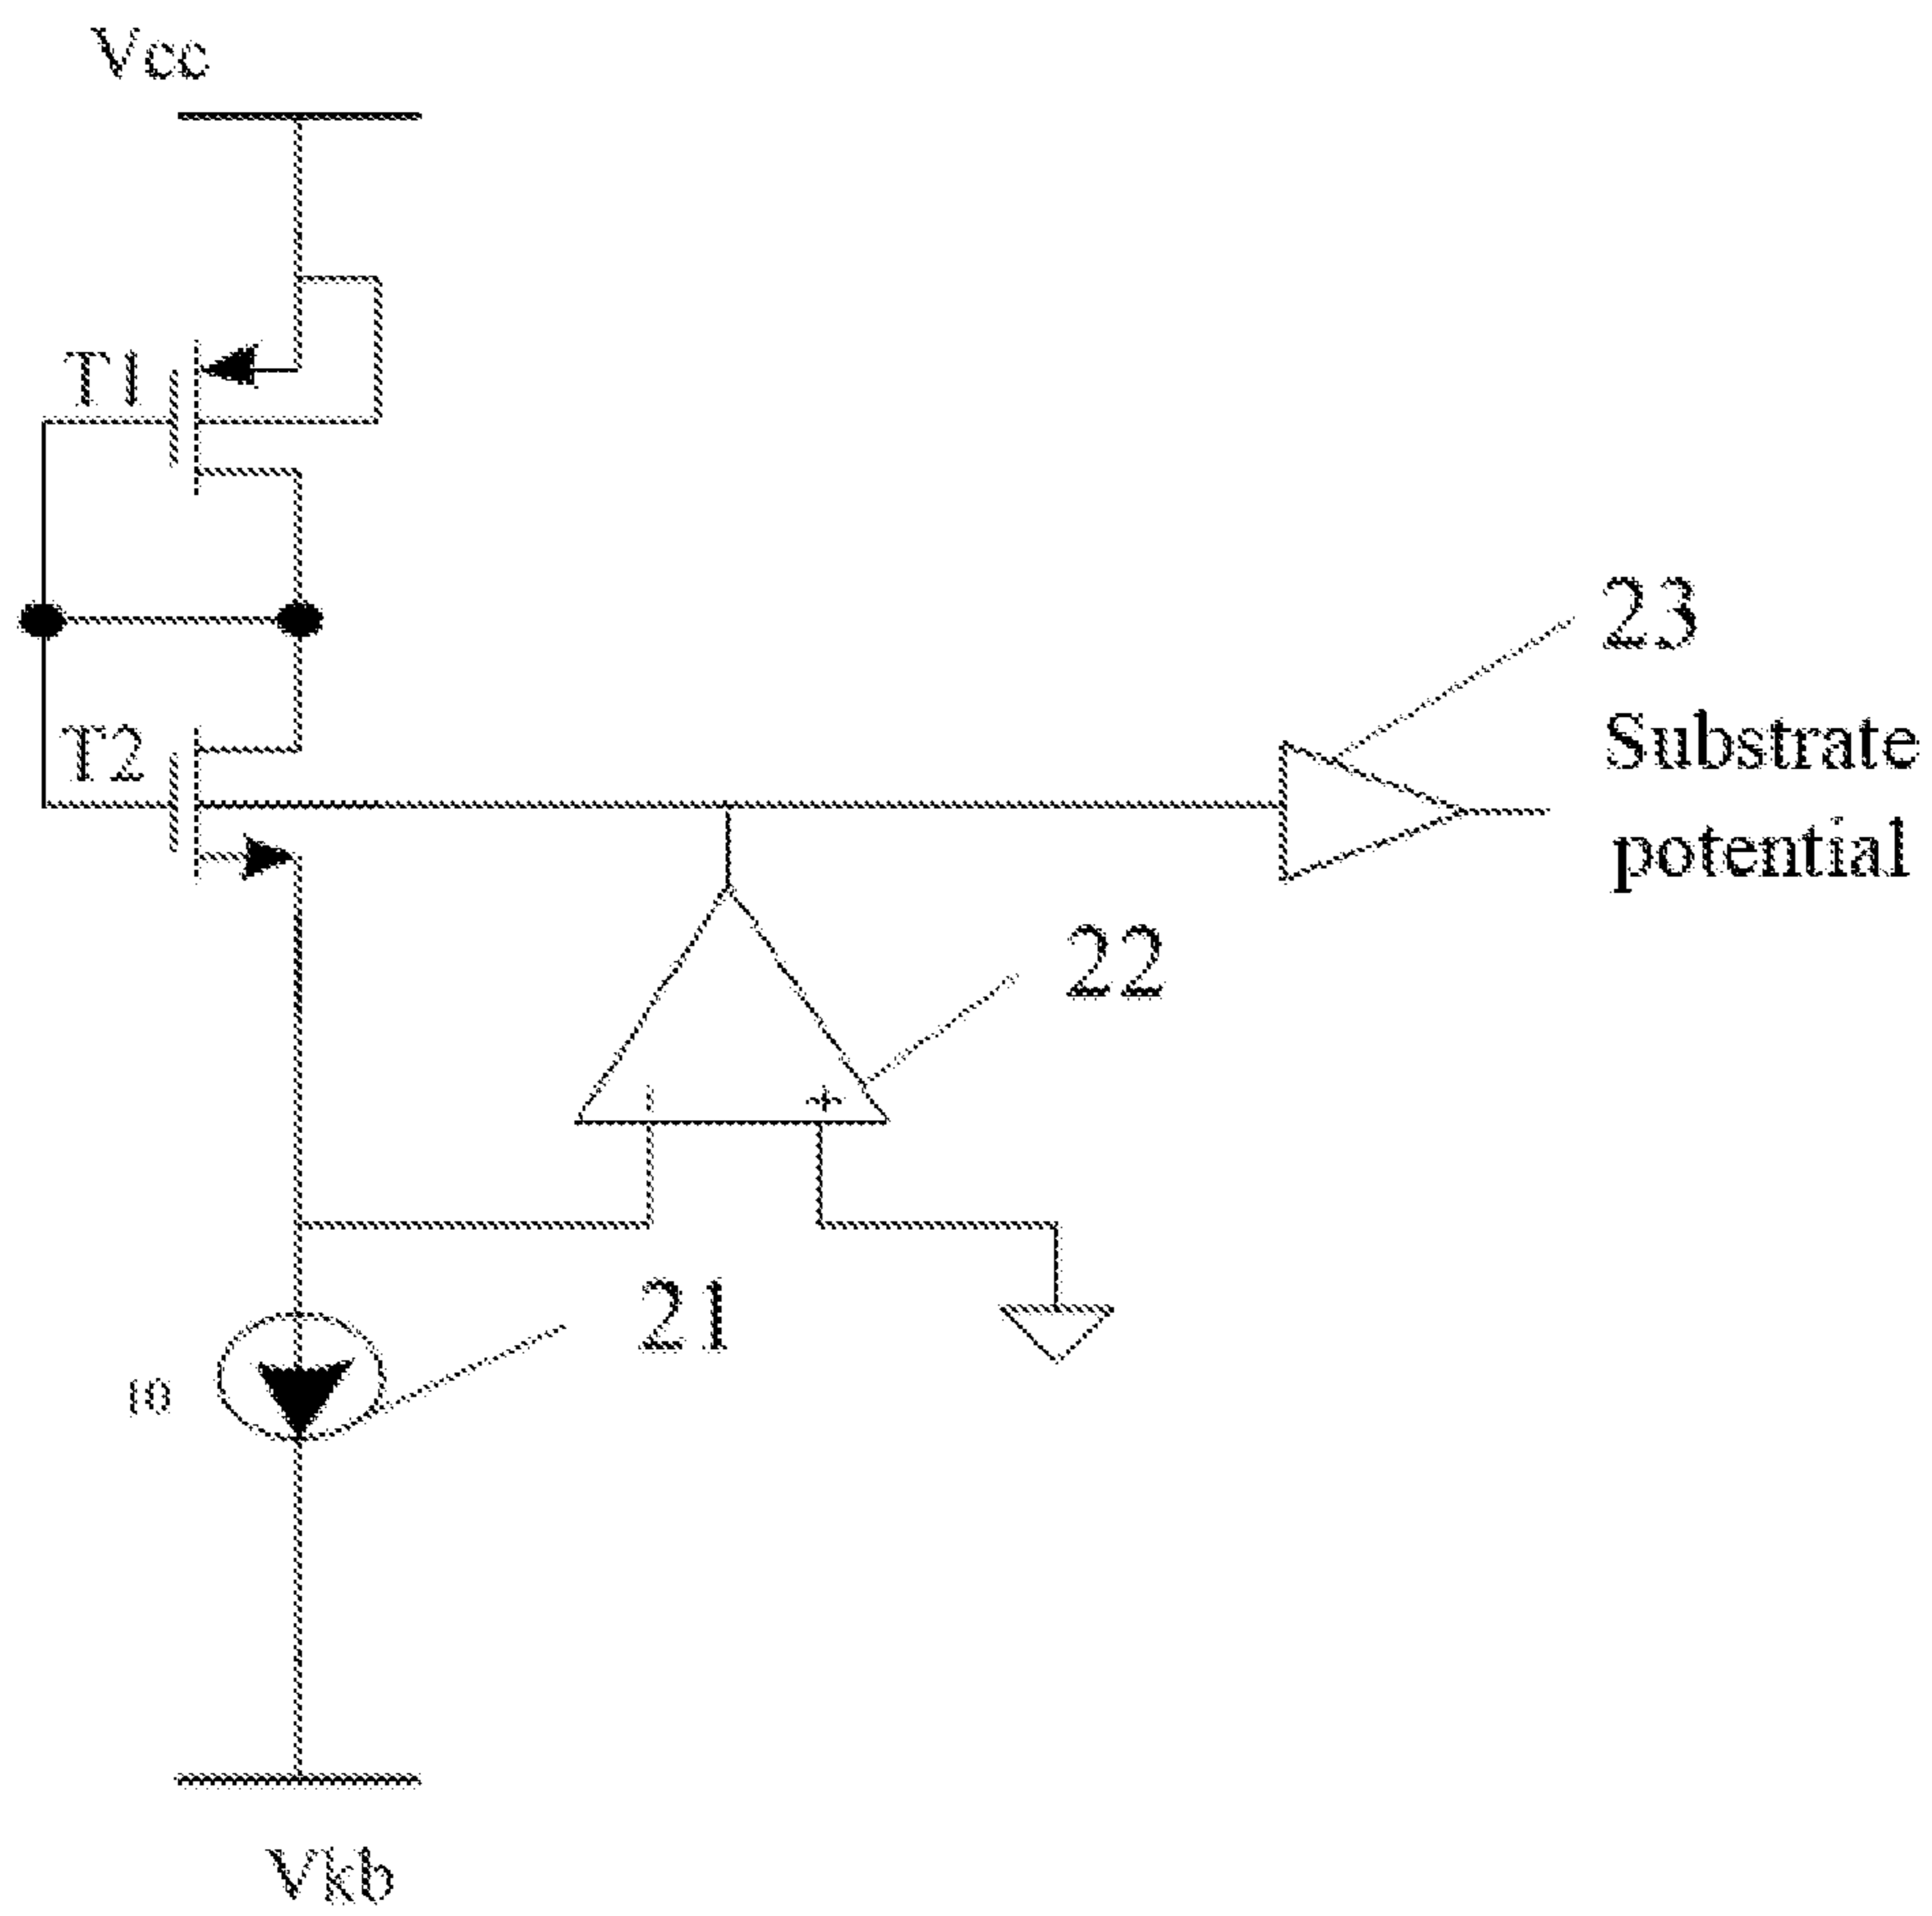 Vcc
T1
23
T2
Substrate
potential
22
+
21
I0
Vkb